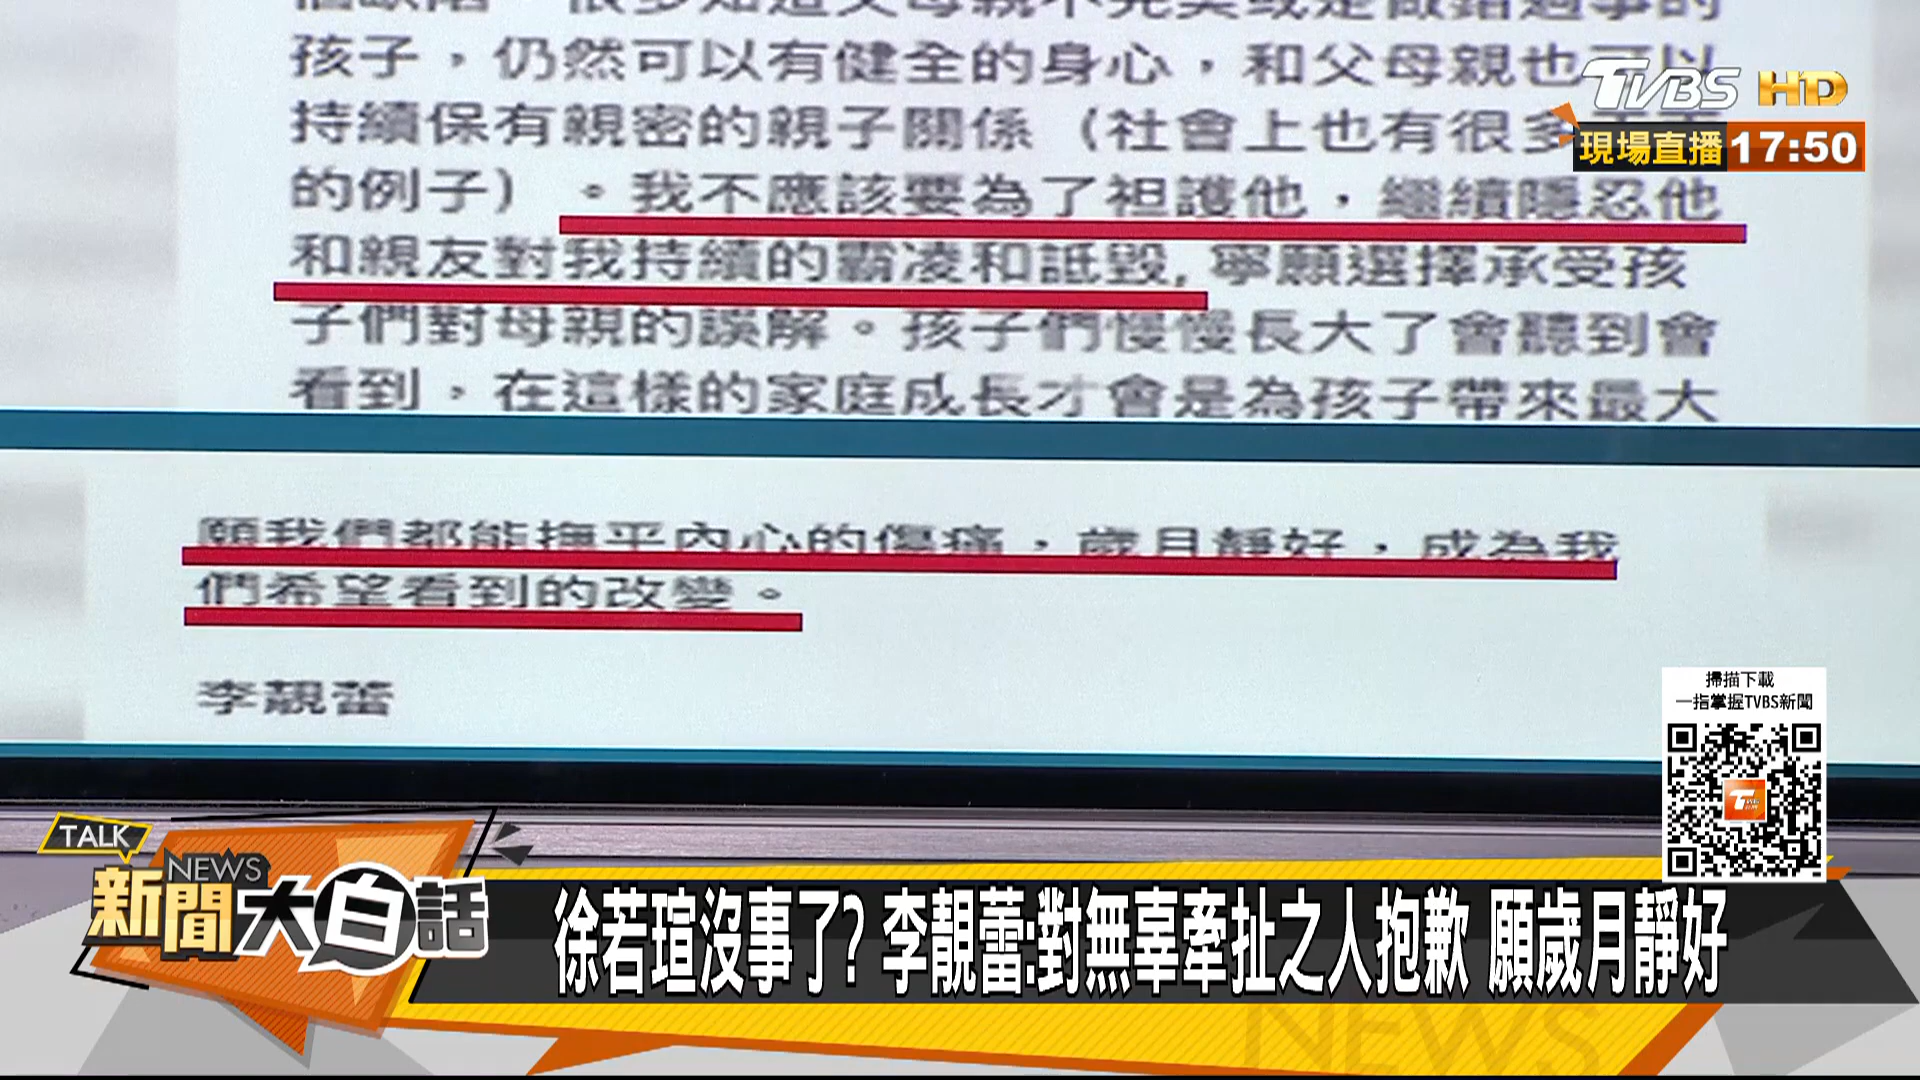 孩子，仍然可以有健全的身心，和父母親也可以
持續保有親密的親子關係（社會上也有很多
的例子）。我不應該要為了袒護他，繼續隱忍他
和親友對我持續的霸凌和詆毀，寧願選擇承受孩
子們對母親的誤解。孩子們慢慢長大了會聽到會
看到，在這樣的家庭成長才會是為孩子帶來最大
願我們都能撫平內心的傷痛，歲月靜好，成為我
們希望看到的改變。
李靚蕾
TVBS HD
現場直播 17:50
掃描下載
一指掌握TVBS新聞
TALK
NEWS
新聞大白話
徐若瑄沒事了? 李靚蕾:對無辜牽扯之人抱歉 願歲月靜好
NEWS